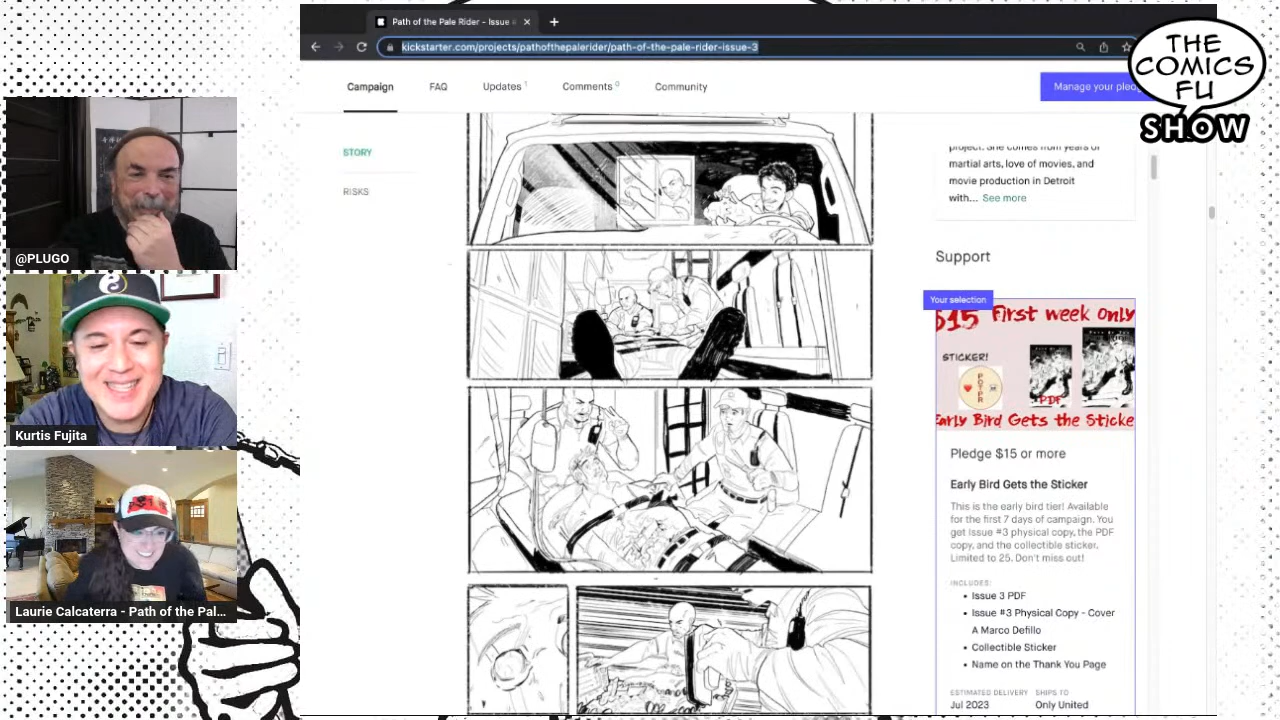 Path of the Pale Rider - Issue
kickstarter.com/projects/pathofthepalerider/path-of-the-pale-rider-issue-3
THE
COMICS
FU
SHOW
Campaign
FAQ
Updates 1
Comments 0
Community
Manage your pledg
STORY
RISKS
project. She comes from years of
martial arts, love of movies, and
movie production in Detroit
with... See more
Support
Your selection
$15 First week only
STICKER!
POTPR
PDF
Early Bird Gets the Sticke
Pledge $15 or more
Early Bird Gets the Sticker
This is the early bird tier! Available
for the first 7 days of campaign. You
get Issue #3 physical copy, the PDF
copy, and the collectible sticker.
Limited to 25. Don't miss out!
INCLUDES:
• Issue 3 PDF
• Issue #3 Physical Copy - Cover
A Marco Defillo
• Collectible Sticker
• Name on the Thank You Page
ESTIMATED DELIVERY SHIPS TO
Jul 2023 Only United
@PLUGO
Kurtis Fujita
Laurie Calcaterra - Path of the Pal...